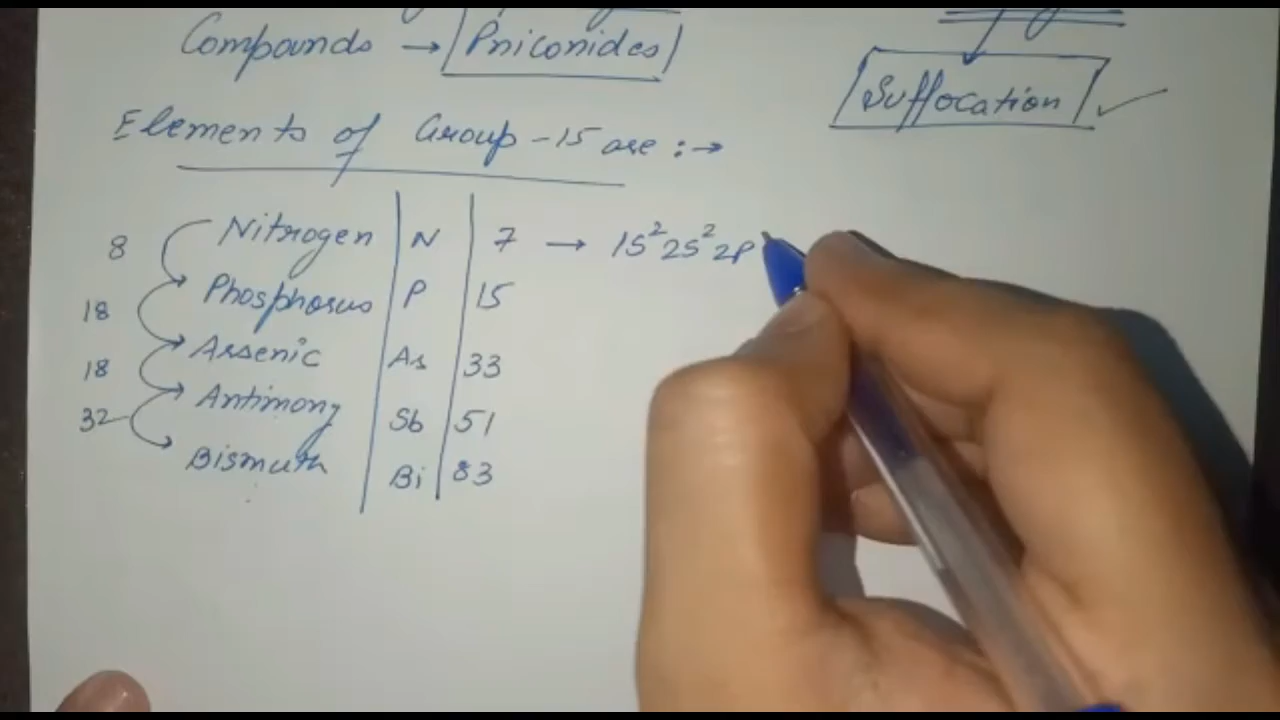 Compounds → Pniconides
Suffocation ✓
Elements of Group - 15 are :→
8 Nitrogen N 7 → 1S² 2S² 2P
18 Phosphorus P 15
18 Arsenic As 33
32 Antimony Sb 51
Bismuth Bi 83